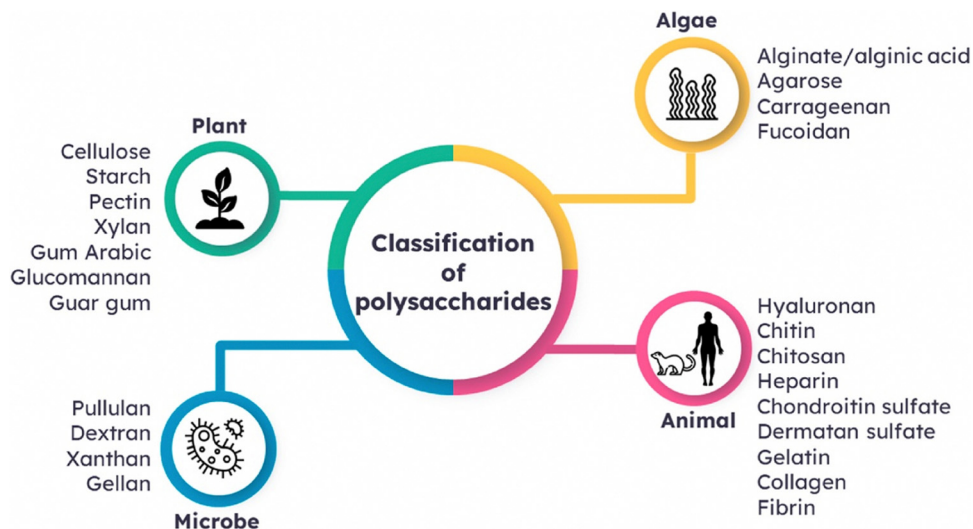 Classification
of
polysaccharides
Plant
Cellulose
Starch
Pectin
Xylan
Gum Arabic
Glucomannan
Guar gum
Algae
Alginate/alginic acid
Agarose
Carrageenan
Fucoidan
Microbe
Pullulan
Dextran
Xanthan
Gellan
Animal
Hyaluronan
Chitin
Chitosan
Heparin
Chondroitin sulfate
Dermatan sulfate
Gelatin
Collagen
Fibrin